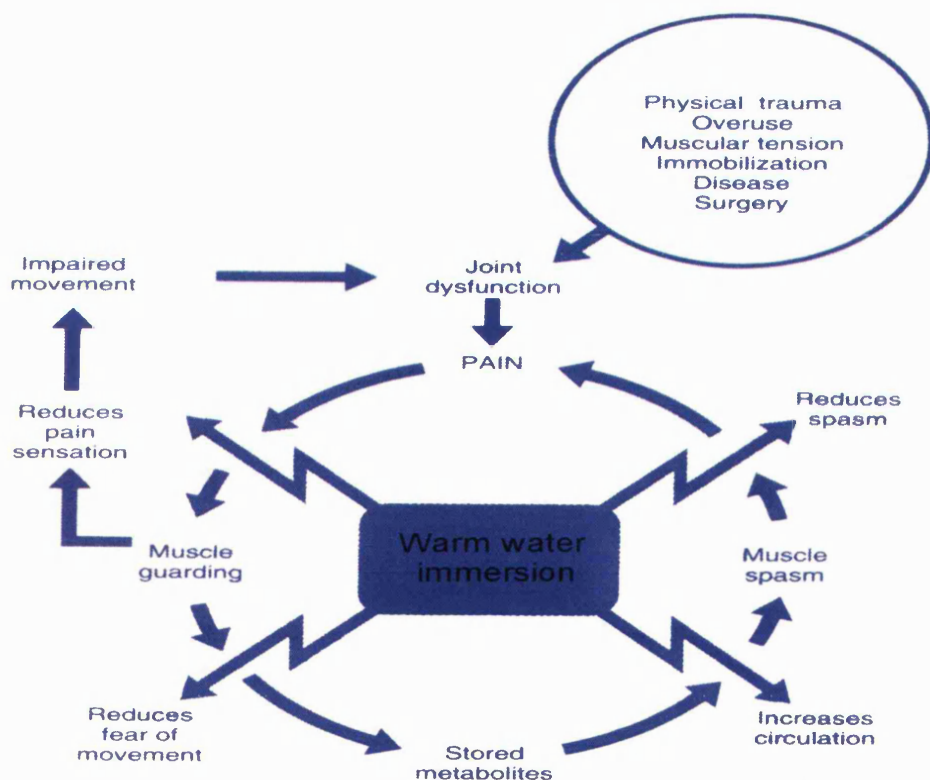 Physical trauma
Overuse
Muscular tension
Immobilization
Disease
Surgery
Impaired
movement
Joint
dysfunction
PAIN
Reduces
pain
sensation
Reduces
spasm
Warm water
immersion
Muscle
guarding
Muscle
spasm
Reduces
fear of
movement
Stored
metabolites
Increases
circulation